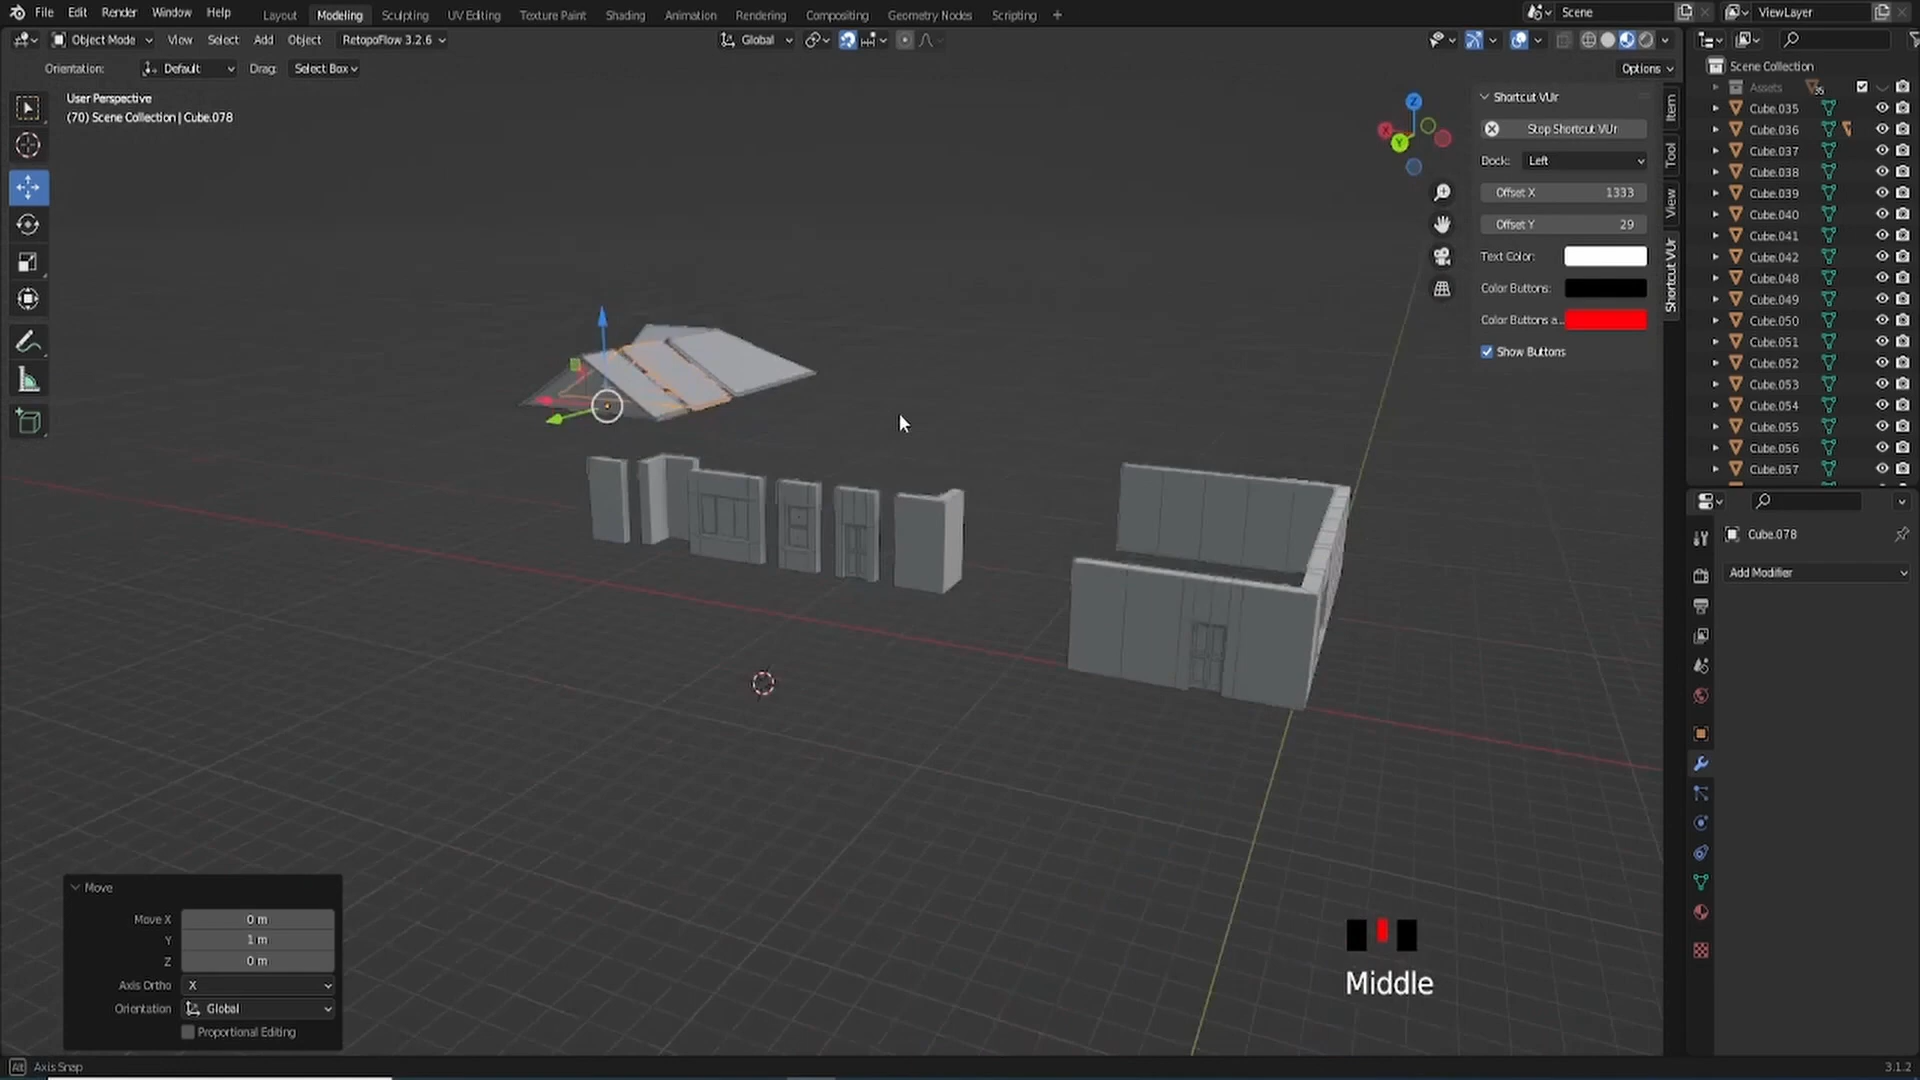 File Edit Render Window Help
Layout Modeling Sculpting UV Editing Texture Paint Shading Animation Rendering Compositing Geometry Nodes Scripting +
Scene
ViewLayer
Object Mode View Select Add Object RetopoFlow 3.2.6
Global
Orientation: Default Drag: Select Box
Options
User Perspective
(70) Scene Collection | Cube.078
Z
X
Y
Shortcut VUr
Stop Shortcut VUr
Dock: Left
Offset X 1333
Offset Y 29
Text Color:
Color Buttons:
Color Buttons a...
Show Buttons
Item
Tool
View
Shortcut VUr
Scene Collection
Assets
Cube.035
Cube.036
Cube.037
Cube.038
Cube.039
Cube.040
Cube.041
Cube.042
Cube.048
Cube.049
Cube.050
Cube.051
Cube.052
Cube.053
Cube.054
Cube.055
Cube.056
Cube.057
Cube.078
Add Modifier
Move
Move X 0 m
Y 1 m
Z 0 m
Axis Ortho X
Orientation Global
Proportional Editing
Middle
Alt Axis Snap
3.1.2